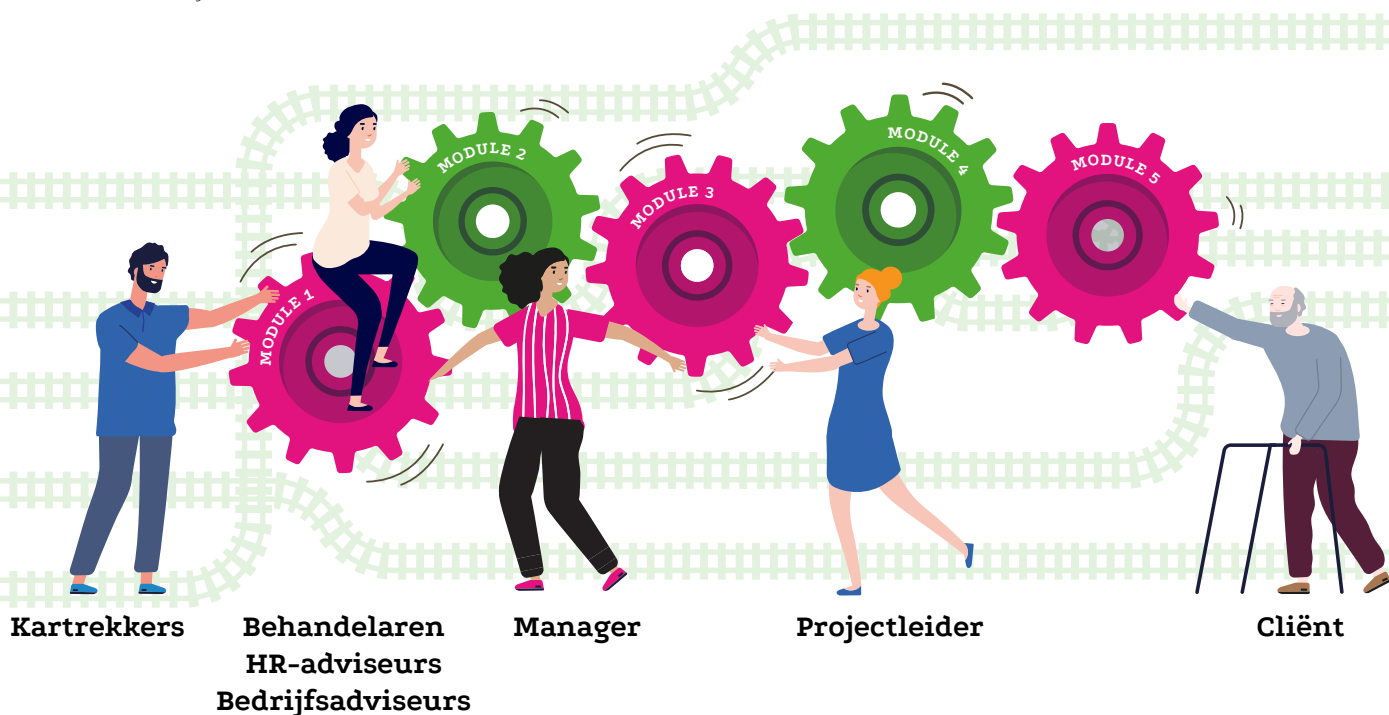 MODULE 1
MODULE 2
MODULE 3
MODULE 4
MODULE 5
Kartrekkers
Behandelaren
HR-adviseurs
Bedrijfsadviseurs
Manager
Projectleider
Cliënt